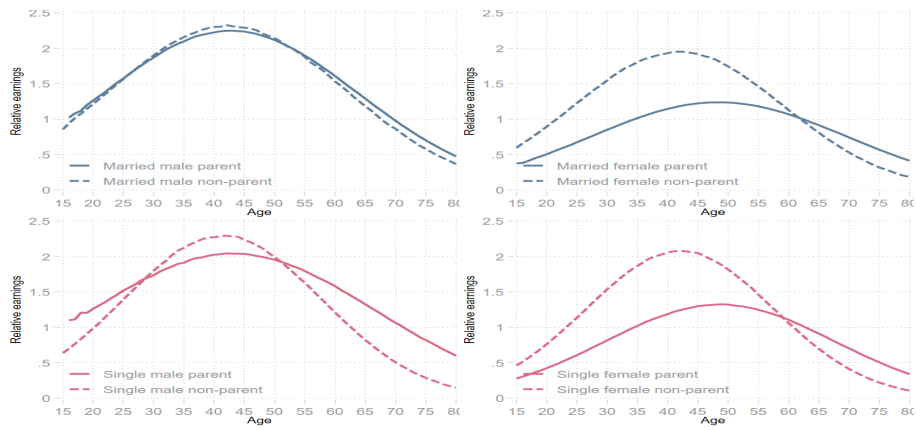 2.5
2
1.5
1
.5
0
Relative earnings
Married male parent
Married male non-parent
15 20 25 30 35 40 45 50 55 60 65 70 75 80
Age
2.5
2
1.5
1
.5
0
Relative earnings
Married female parent
Married female non-parent
15 20 25 30 35 40 45 50 55 60 65 70 75 80
Age
2.5
2
1.5
1
.5
0
Relative earnings
Single male parent
Single male non-parent
15 20 25 30 35 40 45 50 55 60 65 70 75 80
Age
2.5
2
1.5
1
.5
0
Relative earnings
Single female parent
Single female non-parent
15 20 25 30 35 40 45 50 55 60 65 70 75 80
Age